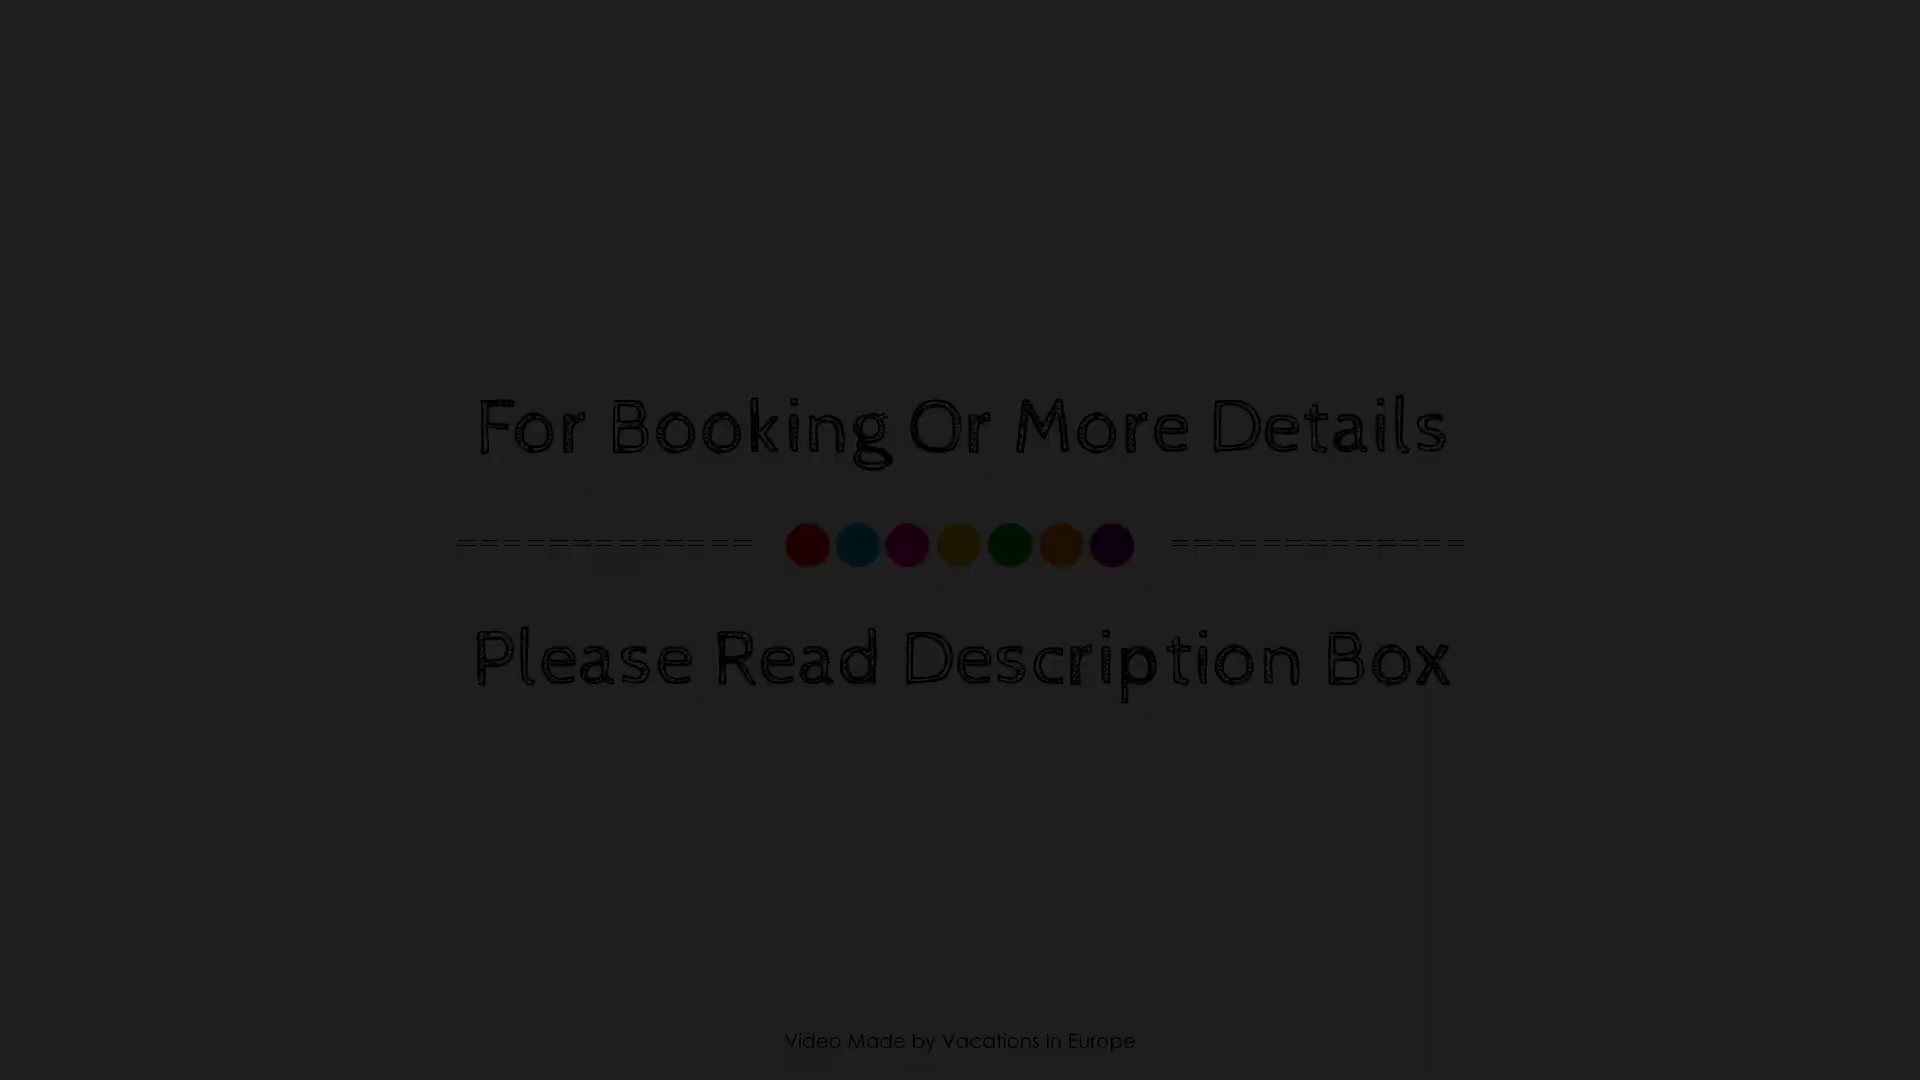 For Booking Or More Details
============= =============
Please Read Description Box
Video Made by Vacations In Europe